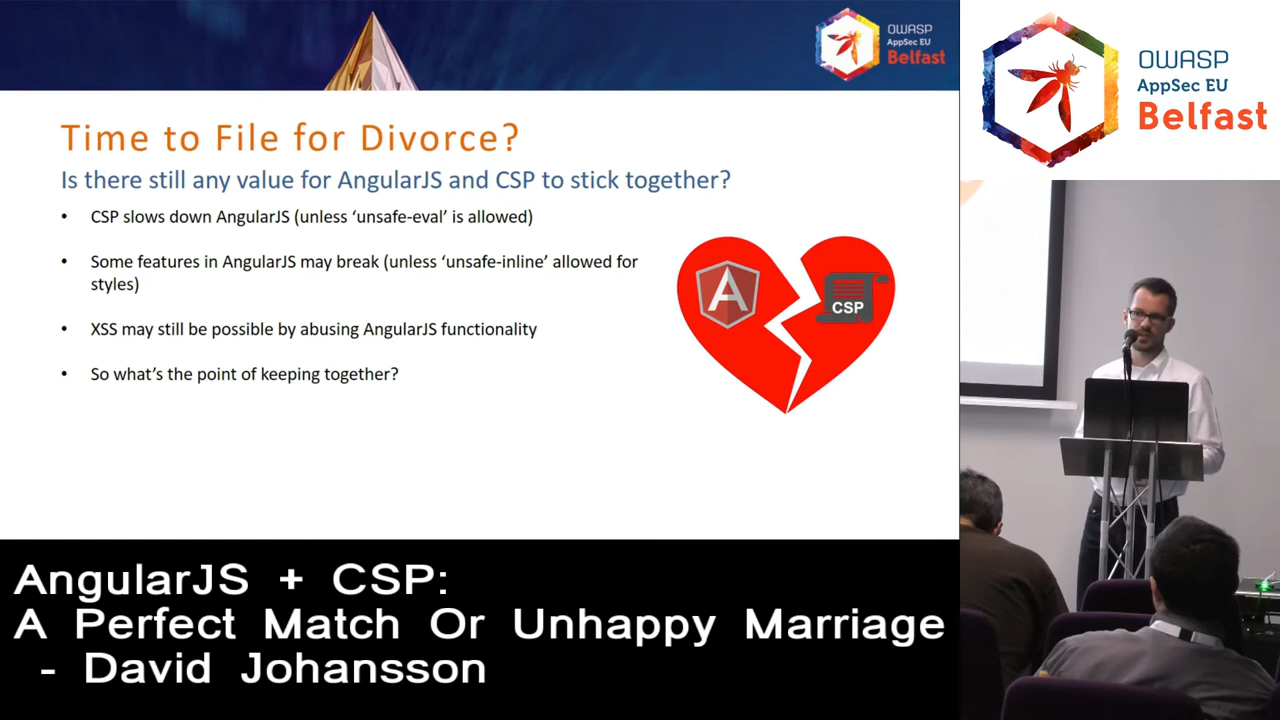 OWASP
AppSec EU
Belfast
Time to File for Divorce?
Is there still any value for AngularJS and CSP to stick together?
• CSP slows down AngularJS (unless ‘unsafe-eval’ is allowed)
• Some features in AngularJS may break (unless ‘unsafe-inline’ allowed for
styles)
• XSS may still be possible by abusing AngularJS functionality
• So what’s the point of keeping together?
A
CSP
AngularJS + CSP:
A Perfect Match Or Unhappy Marriage
- David Johansson
OWASP
AppSec EU
Belfast